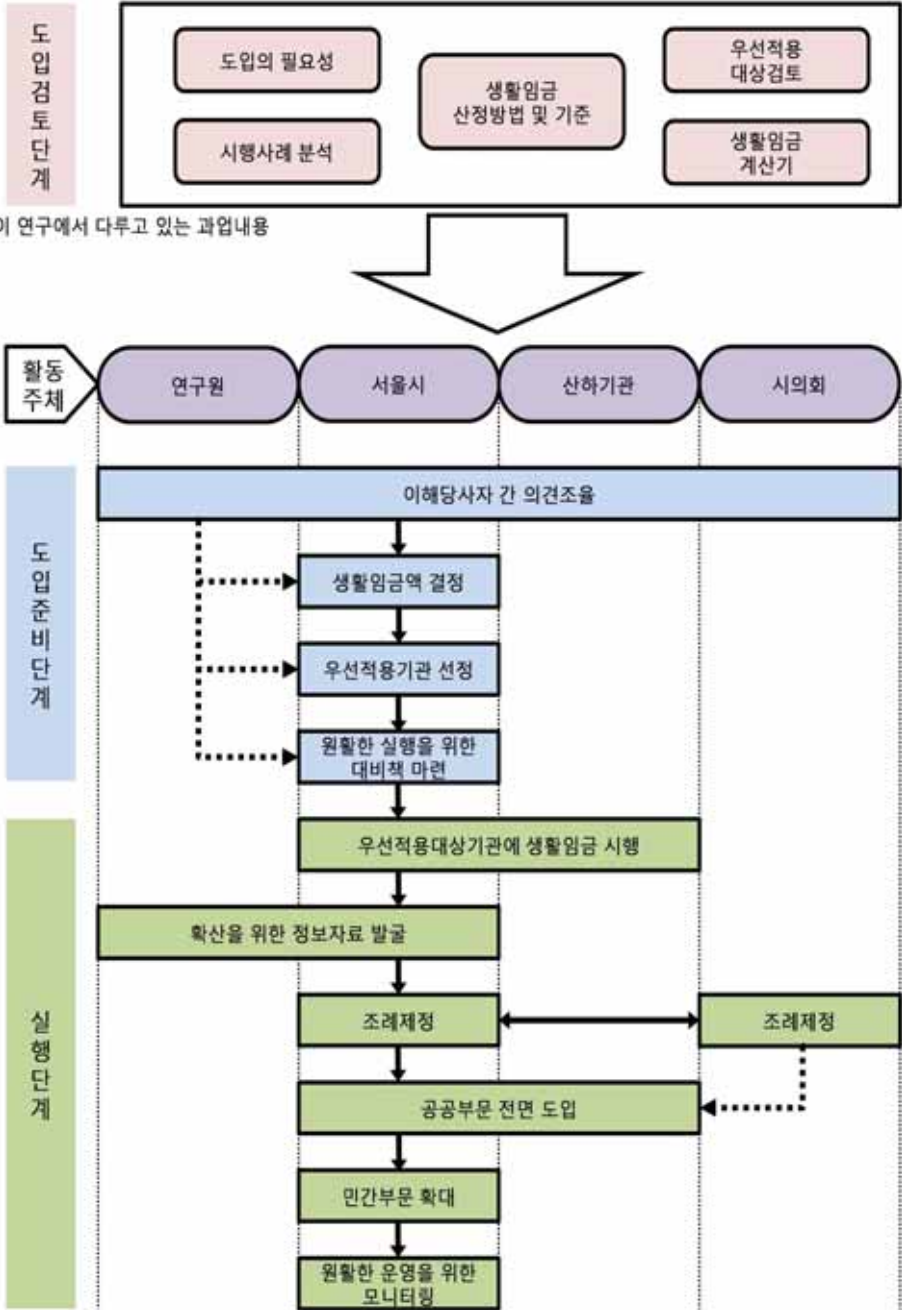 도입검토단계
도입의 필요성
시행사례 분석
생활임금
산정방법 및 기준
우선적용
대상검토
생활임금
계산기
이 연구에서 다루고 있는 과업내용
활동
주체
연구원
서울시
산하기관
시의회
도입준비단계
이해당사자 간 의견조율
생활임금액 결정
우선적용기관 선정
원활한 실행을 위한
대비책 마련
실행단계
우선적용대상기관에 생활임금 시행
확산을 위한 정보자료 발굴
조례제정
조례제정
공공부문 전면 도입
민간부문 확대
원활한 운영을 위한
모니터링